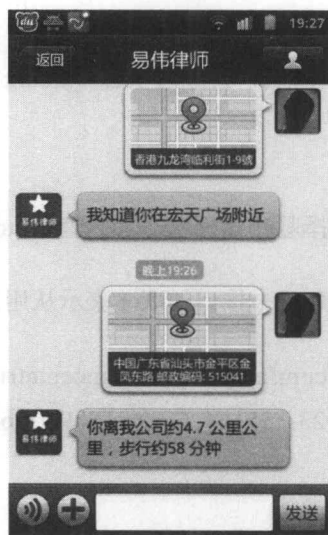 du
19:27
返回
易伟律师
香港九龙湾临利街1-9號
易伟律师
我知道你在宏天广场附近
晚上19:26
中国广东省汕头市金平区金
凤东路 邮政编码: 515041
易伟律师
你离我公司约4.7 公里公
里，步行约58 分钟
发送